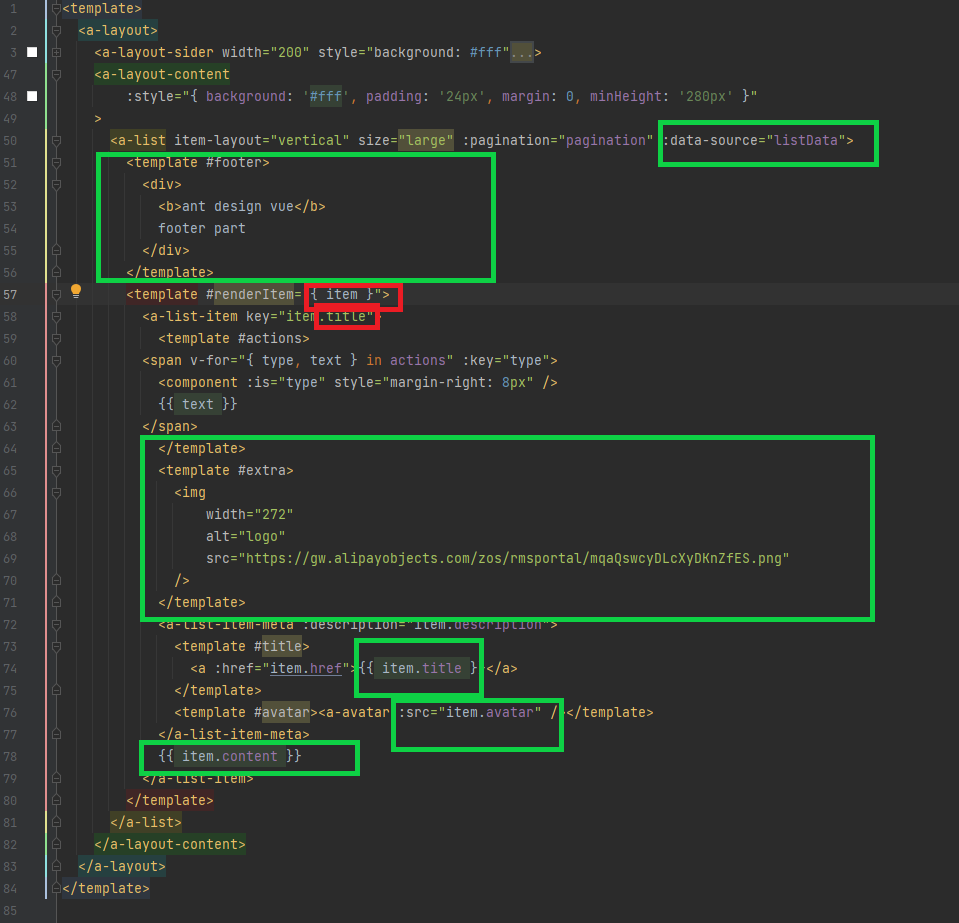 1 <template>
2 <a-layout>
3 <a-layout-sider width="200" style="background: #fff"...>
47 <a-layout-content
48 :style="{ background: '#fff', padding: '24px', margin: 0, minHeight: '280px' }"
49 >
50 <a-list item-layout="vertical" size="large" :pagination="pagination" :data-source="listData">
51 <template #footer>
52 <div>
53 <b>ant design vue</b>
54 footer part
55 </div>
56 </template>
57 <template #renderItem="{ item }">
58 <a-list-item key="item.title">
59 <template #actions>
60 <span v-for="{ type, text } in actions" :key="type">
61 <component :is="type" style="margin-right: 8px" />
62 {{ text }}
63 </span>
64 </template>
65 <template #extra>
66 <img
67 width="272"
68 alt="logo"
69 src="https://gw.alipayobjects.com/zos/rmsportal/mqaQswcyDLcXyDKnZfES.png"
70 />
71 </template>
72 <a-list-item-meta :description="item.description">
73 <template #title>
74 <a :href="item.href">{{ item.title }}</a>
75 </template>
76 <template #avatar><a-avatar :src="item.avatar" /></template>
77 </a-list-item-meta>
78 {{ item.content }}
79 </a-list-item>
80 </template>
81 </a-list>
82 </a-layout-content>
83 </a-layout>
84 </template>
85